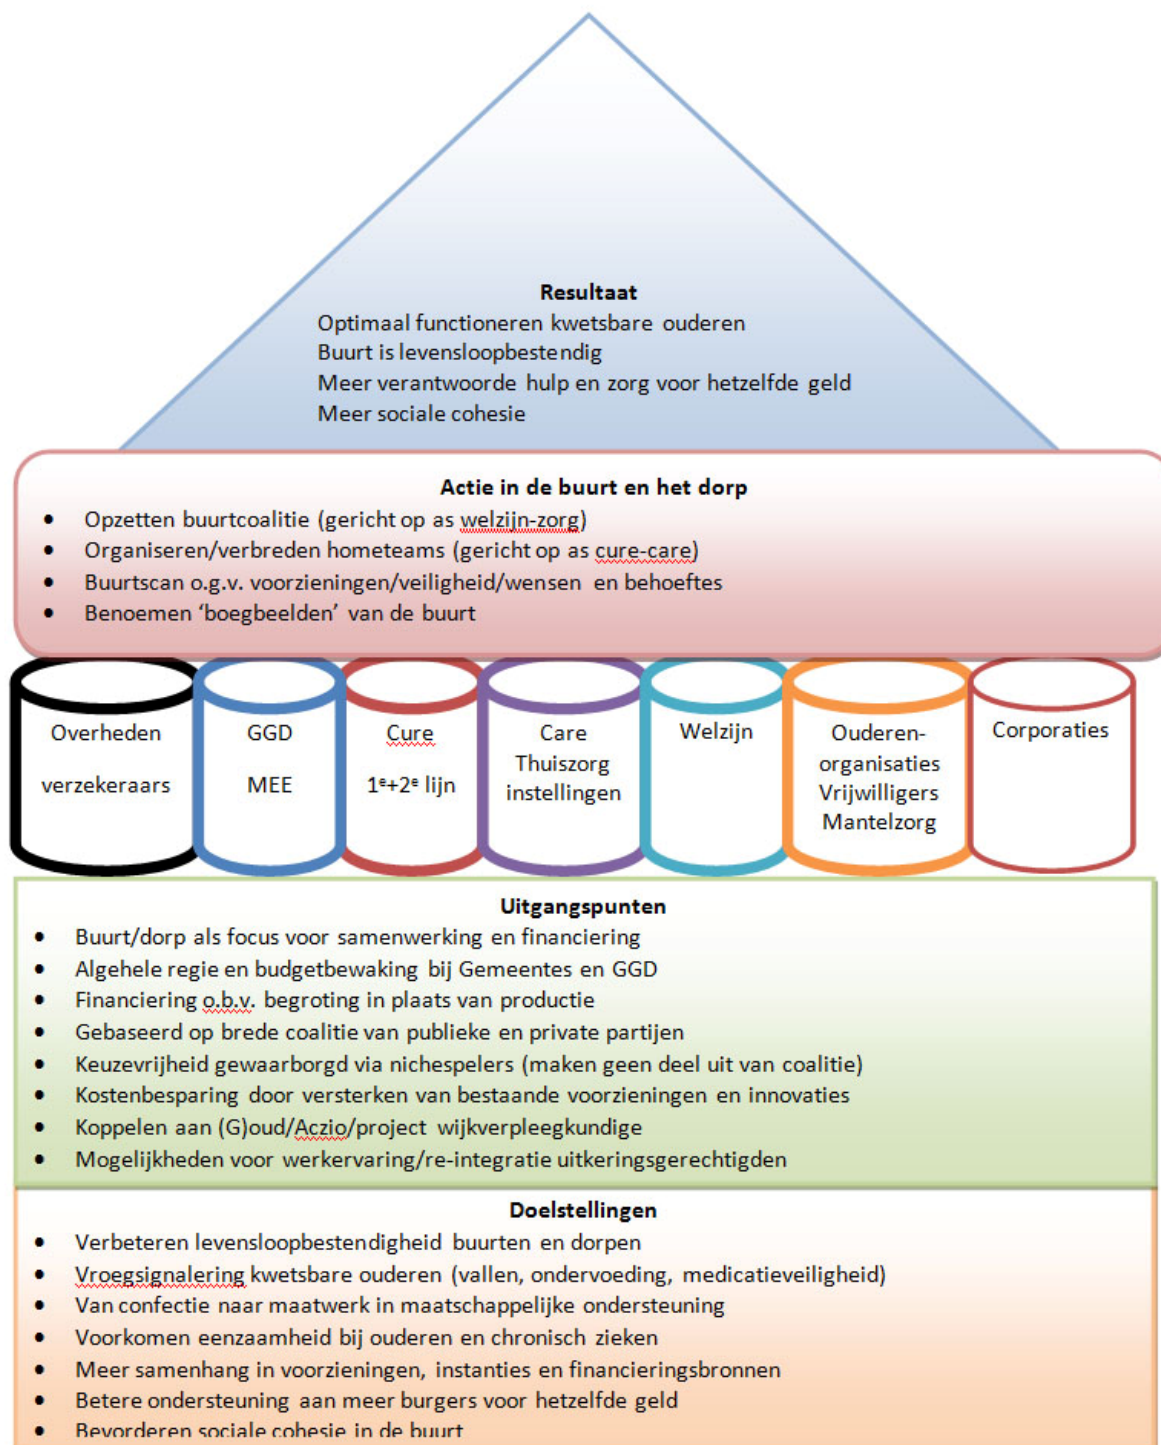 Resultaat
Optimaal functioneren kwetsbare ouderen
Buurt is levensloopbestendig
Meer verantwoorde hulp en zorg voor hetzelfde geld
Meer sociale cohesie
Actie in de buurt en het dorp
• Opzetten buurtcoalitie (gericht op as welzijn-zorg)
• Organiseren/verbreden hometeams (gericht op as cure-care)
• Buurtscan o.g.v. voorzieningen/veiligheid/wensen en behoeftes
• Benoemen ‘boegbeelden’ van de buurt
Overheden
verzekeraars
GGD
MEE
Cure
1e+2e lijn
Care
Thuiszorg
instellingen
Welzijn
Ouderen-
organisaties
Vrijwilligers
Mantelzorg
Corporaties
Uitgangspunten
• Buurt/dorp als focus voor samenwerking en financiering
• Algehele regie en budgetbewaking bij Gemeentes en GGD
• Financiering o.b.v. begroting in plaats van productie
• Gebaseerd op brede coalitie van publieke en private partijen
• Keuzevrijheid gewaarborgd via nichespelers (maken geen deel uit van coalitie)
• Kostenbesparing door versterken van bestaande voorzieningen en innovaties
• Koppelen aan (G)oud/Aczio/project wijkverpleegkundige
• Mogelijkheden voor werkervaring/re-integratie uitkeringsgerechtigden
Doelstellingen
• Verbeteren levensloopbestendigheid buurten en dorpen
• Vroegsignalering kwetsbare ouderen (vallen, ondervoeding, medicatieveiligheid)
• Van confectie naar maatwerk in maatschappelijke ondersteuning
• Voorkomen eenzaamheid bij ouderen en chronisch zieken
• Meer samenhang in voorzieningen, instanties en financieringsbronnen
• Betere ondersteuning aan meer burgers voor hetzelfde geld
• Bevorderen sociale cohesie in de buurt